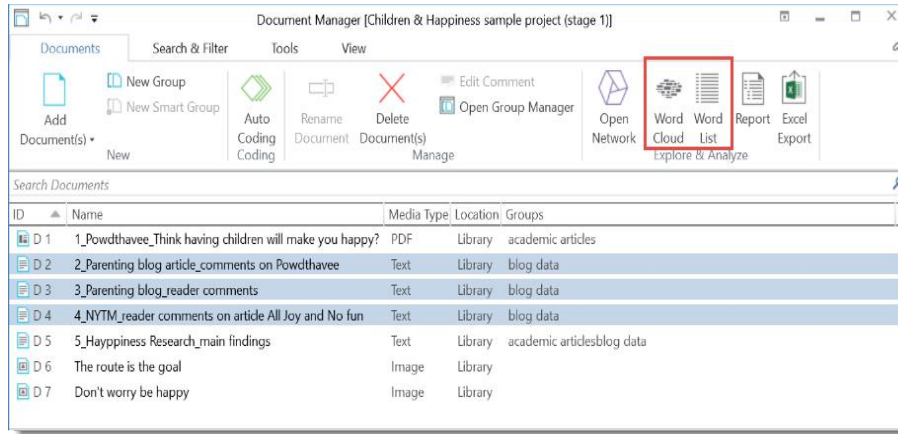 Document Manager [Children & Happiness sample project (stage 1)]
Documents Search & Filter Tools View
Add Document(s)
New Group
New Smart Group
New
Auto Coding
Coding
Rename Document
Delete Document(s)
Edit Comment
Open Group Manager
Manage
Open Network
Word Cloud
Word List
Report
Excel Export
Explore & Analyze
Search Documents
ID Name Media Type Location Groups
D 1 1_Powdthavee_Think having children will make you happy? PDF Library academic articles
D 2 2_Parenting blog article_comments on Powdthavee Text Library blog data
D 3 3_Parenting blog_reader comments Text Library blog data
D 4 4_NYTM_reader comments on article All Joy and No fun Text Library blog data
D 5 5_Hayppiness Research_main findings Text Library academic articlesblog data
D 6 The route is the goal Image Library
D 7 Don't worry be happy Image Library